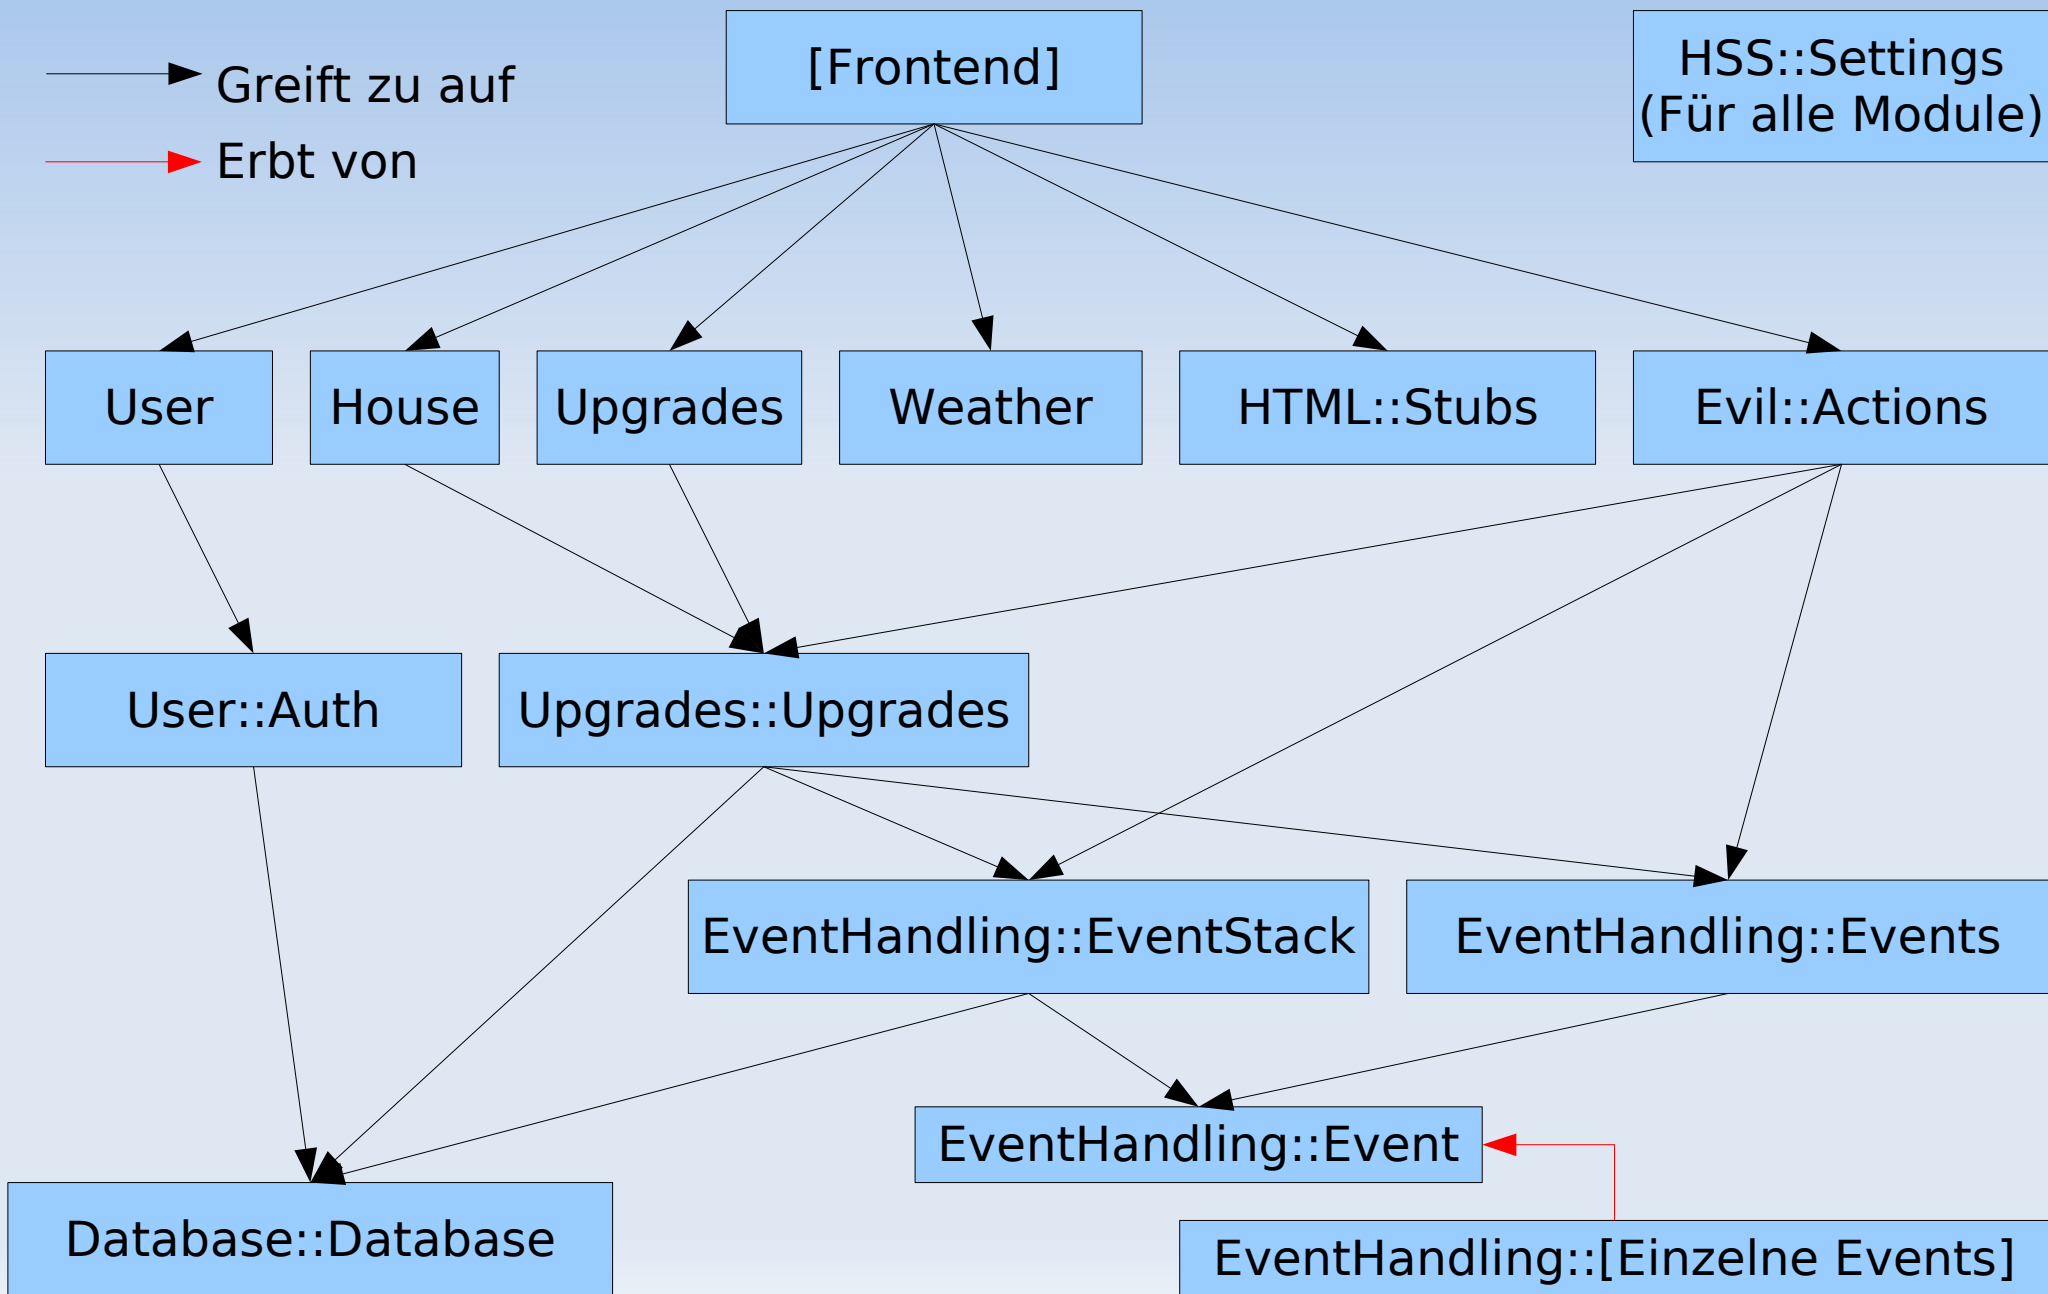 Greift zu auf
Erbt von
[Frontend]
HSS::Settings
(Für alle Module)
User
House
Upgrades
Weather
HTML::Stubs
Evil::Actions
User::Auth
Upgrades::Upgrades
EventHandling::EventStack
EventHandling::Events
EventHandling::Event
Database::Database
EventHandling::[Einzelne Events]